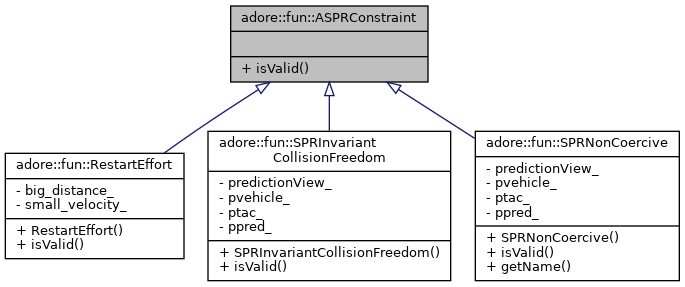 adore::fun::ASPRConstraint
+ isValid()
adore::fun::RestartEffort
- big_distance_
- small_velocity_
+ RestartEffort()
+ isValid()
adore::fun::SPRInvariant
CollisionFreedom
- predictionView_
- pvehicle_
- ptac_
- ppred_
+ SPRInvariantCollisionFreedom()
+ isValid()
adore::fun::SPRNonCoercive
- predictionView_
- pvehicle_
- ptac_
- ppred_
+ SPRNonCoercive()
+ isValid()
+ getName()